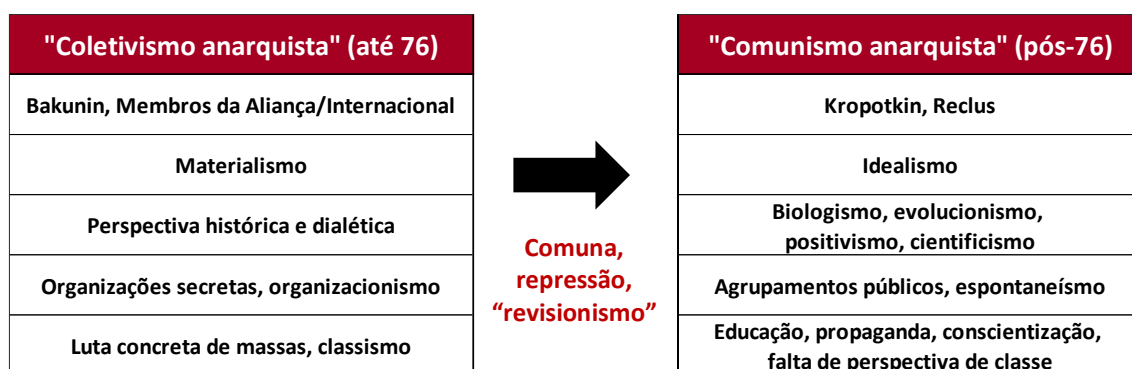 "Coletivismo anarquista" (até 76)
Bakunin, Membros da Aliança/Internacional
Materialismo
Perspectiva histórica e dialética
Organizações secretas, organizacionismo
Luta concreta de massas, classismo
Comuna,
repressão,
“revisionismo”
"Comunismo anarquista" (pós-76)
Kropotkin, Reclus
Idealismo
Biologismo, evolucionismo,
positivismo, cientificismo
Agrupamentos públicos, espontaneísmo
Educação, propaganda, conscientização,
falta de perspectiva de classe